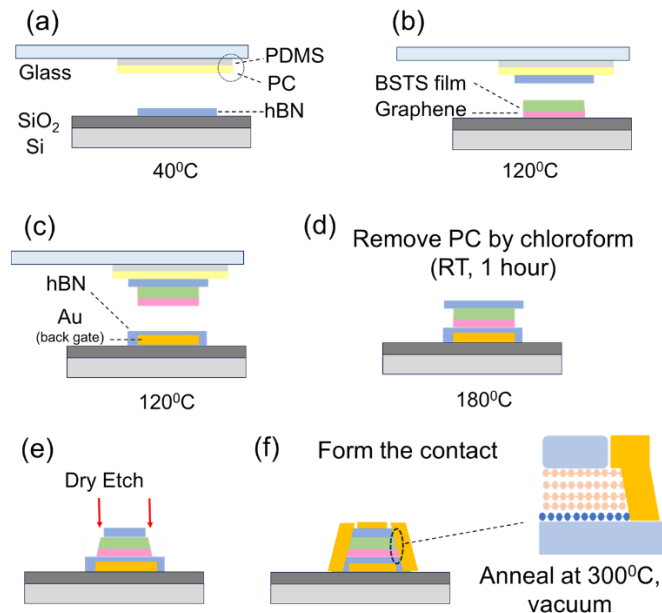 (a)
Glass
PDMS
PC
hBN
SiO₂
Si
40⁰C
(b)
BSTS film
Graphene
120⁰C
(c)
hBN
Au
(back gate)
120⁰C
(d)
Remove PC by chloroform
(RT, 1 hour)
180⁰C
(e)
Dry Etch
(f)
Form the contact
Anneal at 300⁰C,
vacuum